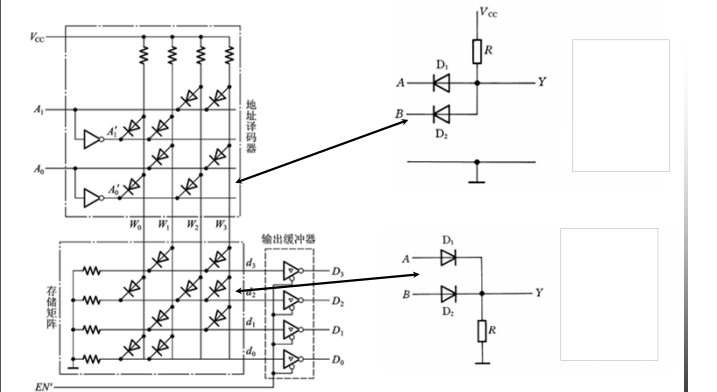 V_CC
A_1
A_1'
A_0
A_0'
地址译码器
W_0 W_1 W_2 W_3
输出缓冲器
存储矩阵
d_3 D_3
d_2 D_2
d_1 D_1
d_0 D_0
EN'
V_CC
R
D_1
A Y
B
D_2
D_1
A
B Y
D_2
R